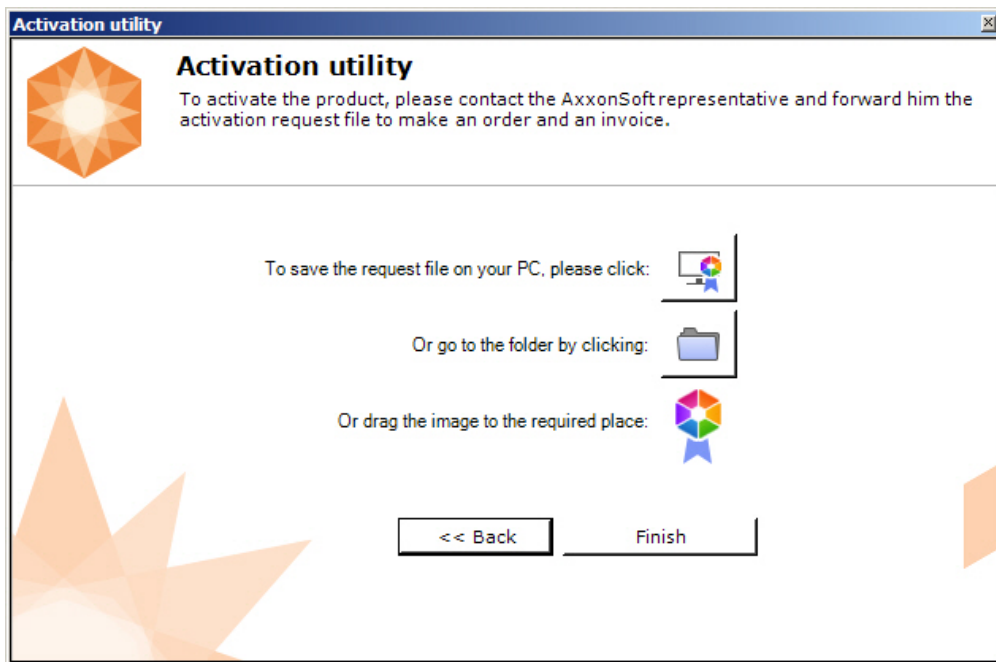 Activation utility
Activation utility
To activate the product, please contact the AxxonSoft representative and forward him the
activation request file to make an order and an invoice.
To save the request file on your PC, please click:
Or go to the folder by clicking:
Or drag the image to the required place:
<< Back
Finish